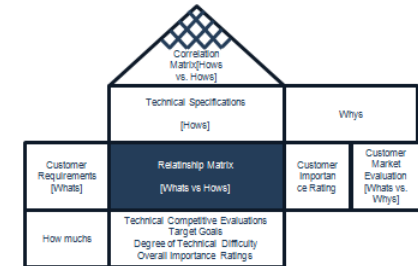 Correlation
Matrix[Hows
vs. Hows]
Technical Specifications
[Hows]
Whys
Customer
Requirements
[Whats]
Relatinship Matrix
[Whats vs Hows]
Customer
Importan
ce Rating
Customer
Market
Evaluation
[Whats vs.
Whys]
How muchs
Technical Competitive Evaluations
Target Goals
Degree of Technical Difficulty
Overall Importance Ratings